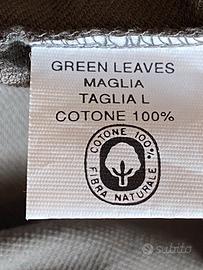 GREEN LEAVES
MAGLIA
TAGLIA L
COTONE 100%
COTONE 100%
FIBRA NATURALE
subito